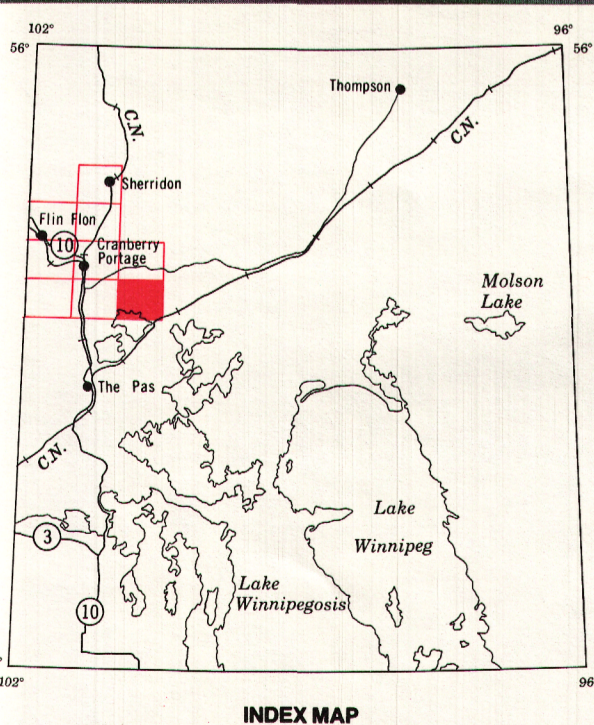 102° 96°
56° 56°
Thompson
C.N.
C.N.
Sherridon
Flin Flon
10
Cranberry
Portage
Molson
Lake
The Pas
C.N.
3
Lake
Winnipeg
Lake
Winnipegosis
10
102° 96
INDEX MAP